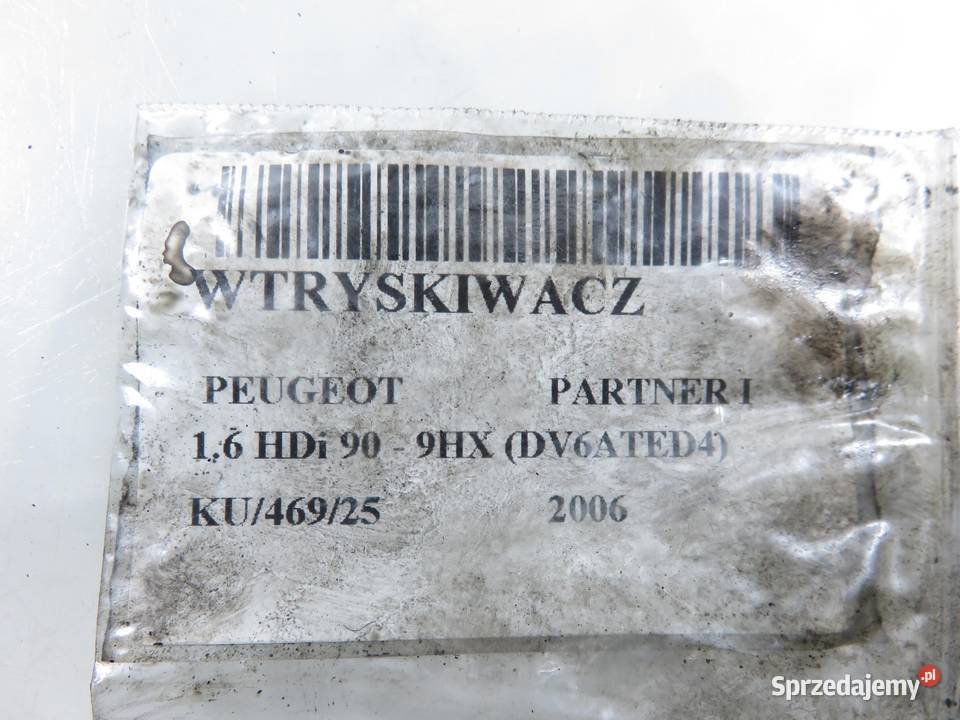 WTRYSKIWACZ
PEUGEOT PARTNER I
1.6 HDi 90 - 9HX (DV6ATED4)
KU/469/25 2006
Sprzedajemy.pl